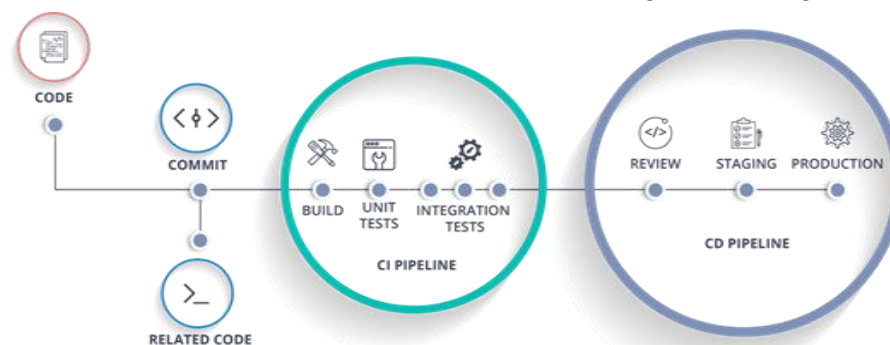 CODE
COMMIT
RELATED CODE
BUILD
UNIT
TESTS
INTEGRATION
TESTS
CI PIPELINE
REVIEW
STAGING
PRODUCTION
CD PIPELINE